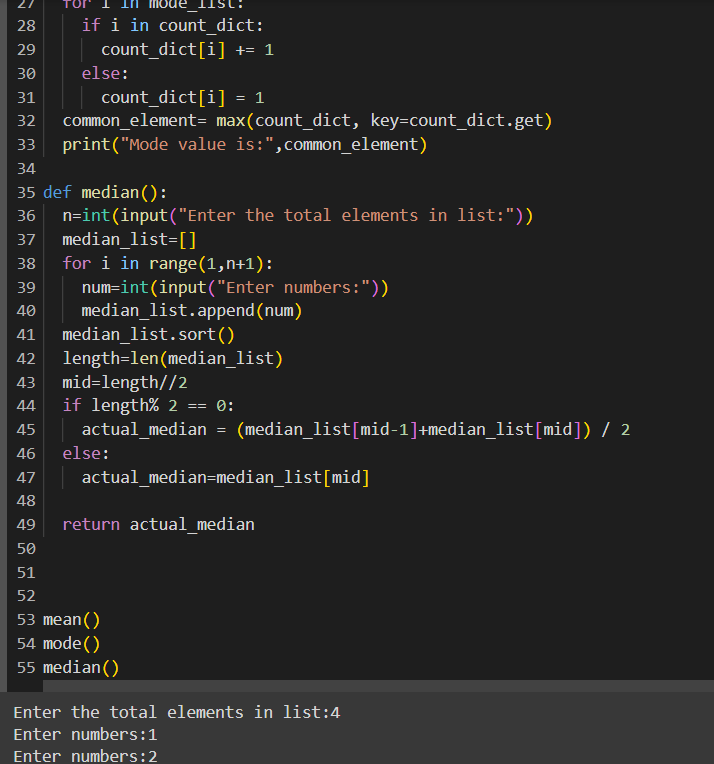 27 for i in mode_list:
28 if i in count_dict:
29 count_dict[i] += 1
30 else:
31 count_dict[i] = 1
32 common_element= max(count_dict, key=count_dict.get)
33 print("Mode value is:",common_element)
34
35 def median():
36 n=int(input("Enter the total elements in list:"))
37 median_list=[]
38 for i in range(1,n+1):
39 num=int(input("Enter numbers:"))
40 median_list.append(num)
41 median_list.sort()
42 length=len(median_list)
43 mid=length//2
44 if length% 2 == 0:
45 actual_median = (median_list[mid-1]+median_list[mid]) / 2
46 else:
47 actual_median=median_list[mid]
48
49 return actual_median
50
51
52
53 mean()
54 mode()
55 median()
Enter the total elements in list:4
Enter numbers:1
Enter numbers:2